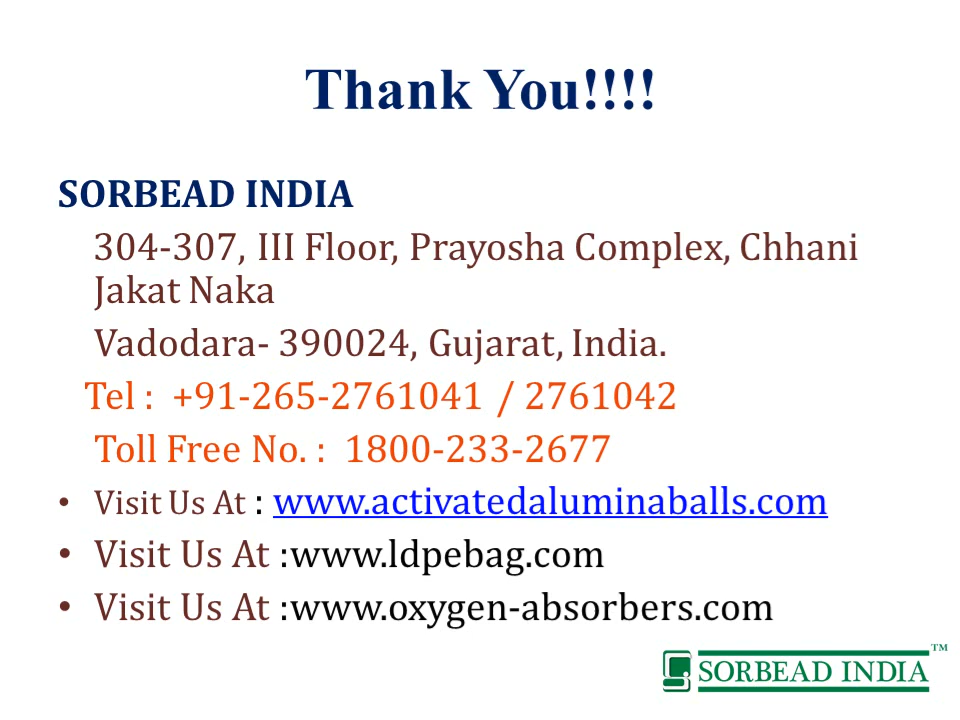 Thank You!!!!
SORBEAD INDIA
304-307, III Floor, Prayosha Complex, Chhani
Jakat Naka
Vadodara- 390024, Gujarat, India.
Tel : +91-265-2761041 / 2761042
Toll Free No. : 1800-233-2677
• Visit Us At : www.activatedaluminaballs.com
• Visit Us At :www.ldpebag.com
• Visit Us At :www.oxygen-absorbers.com
SORBEAD INDIA™